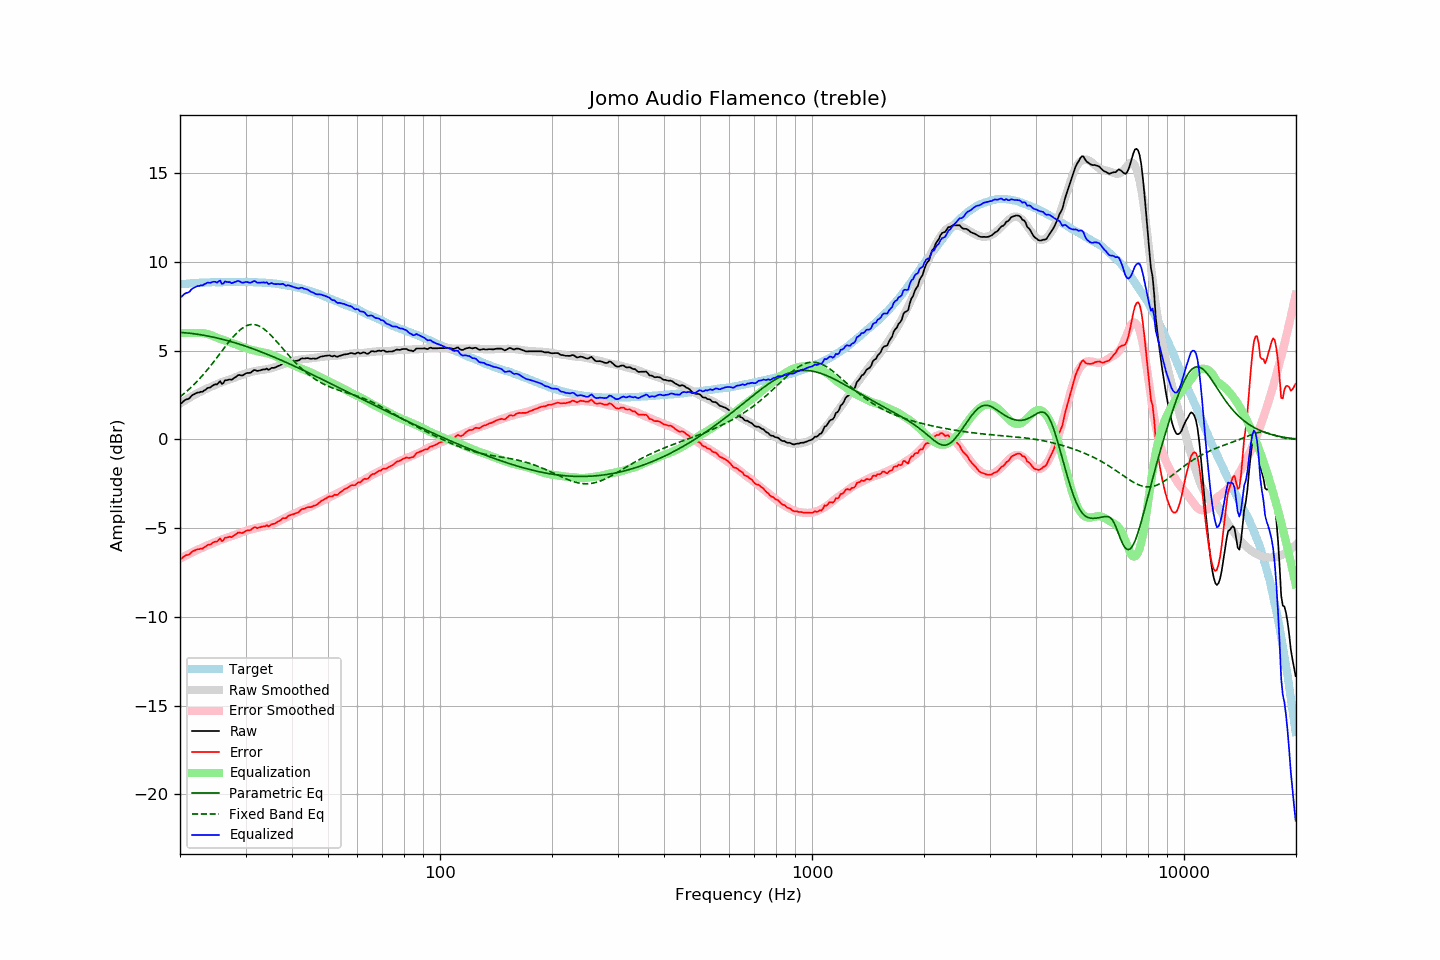 Jomo Audio Flamenco (treble)
Amplitude (dBr)
15
10
5
0
−5
−10
−15
−20
Target
Raw Smoothed
Error Smoothed
Raw
Error
Equalization
Parametric Eq
Fixed Band Eq
Equalized
100
1000
10000
Frequency (Hz)